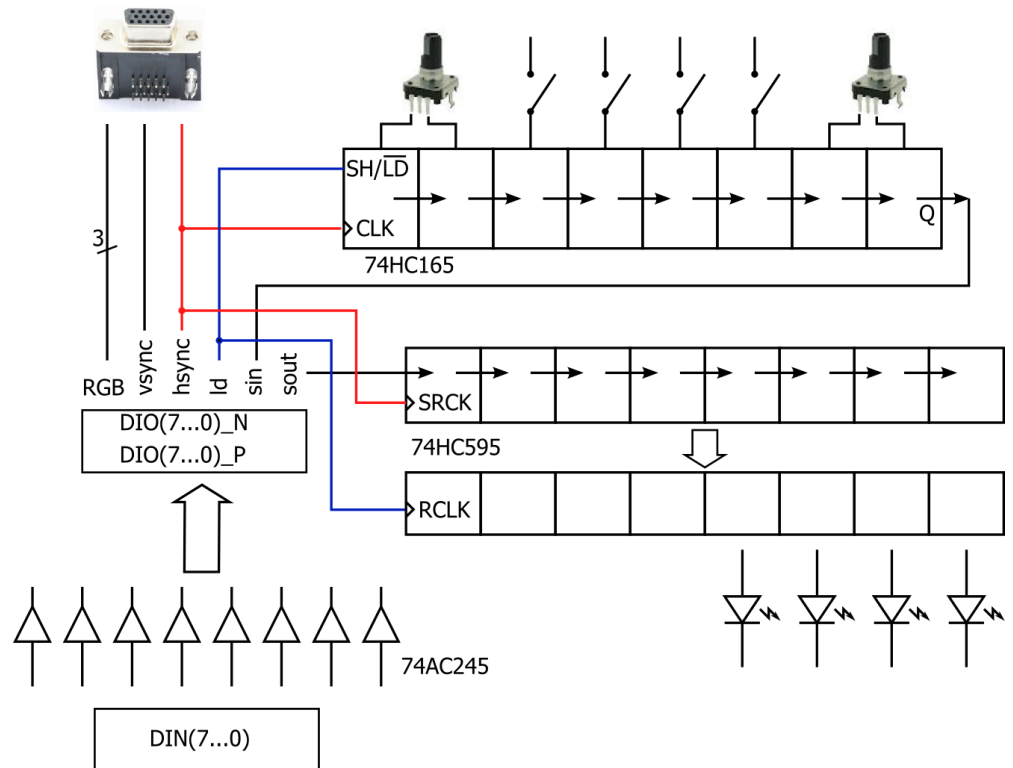 SH/L̅D̅
CLK
Q
74HC165
3
RGB
vsync
hsync
ld
sin
sout
SRCK
74HC595
DIO(7...0)_N
DIO(7...0)_P
RCLK
74AC245
DIN(7...0)